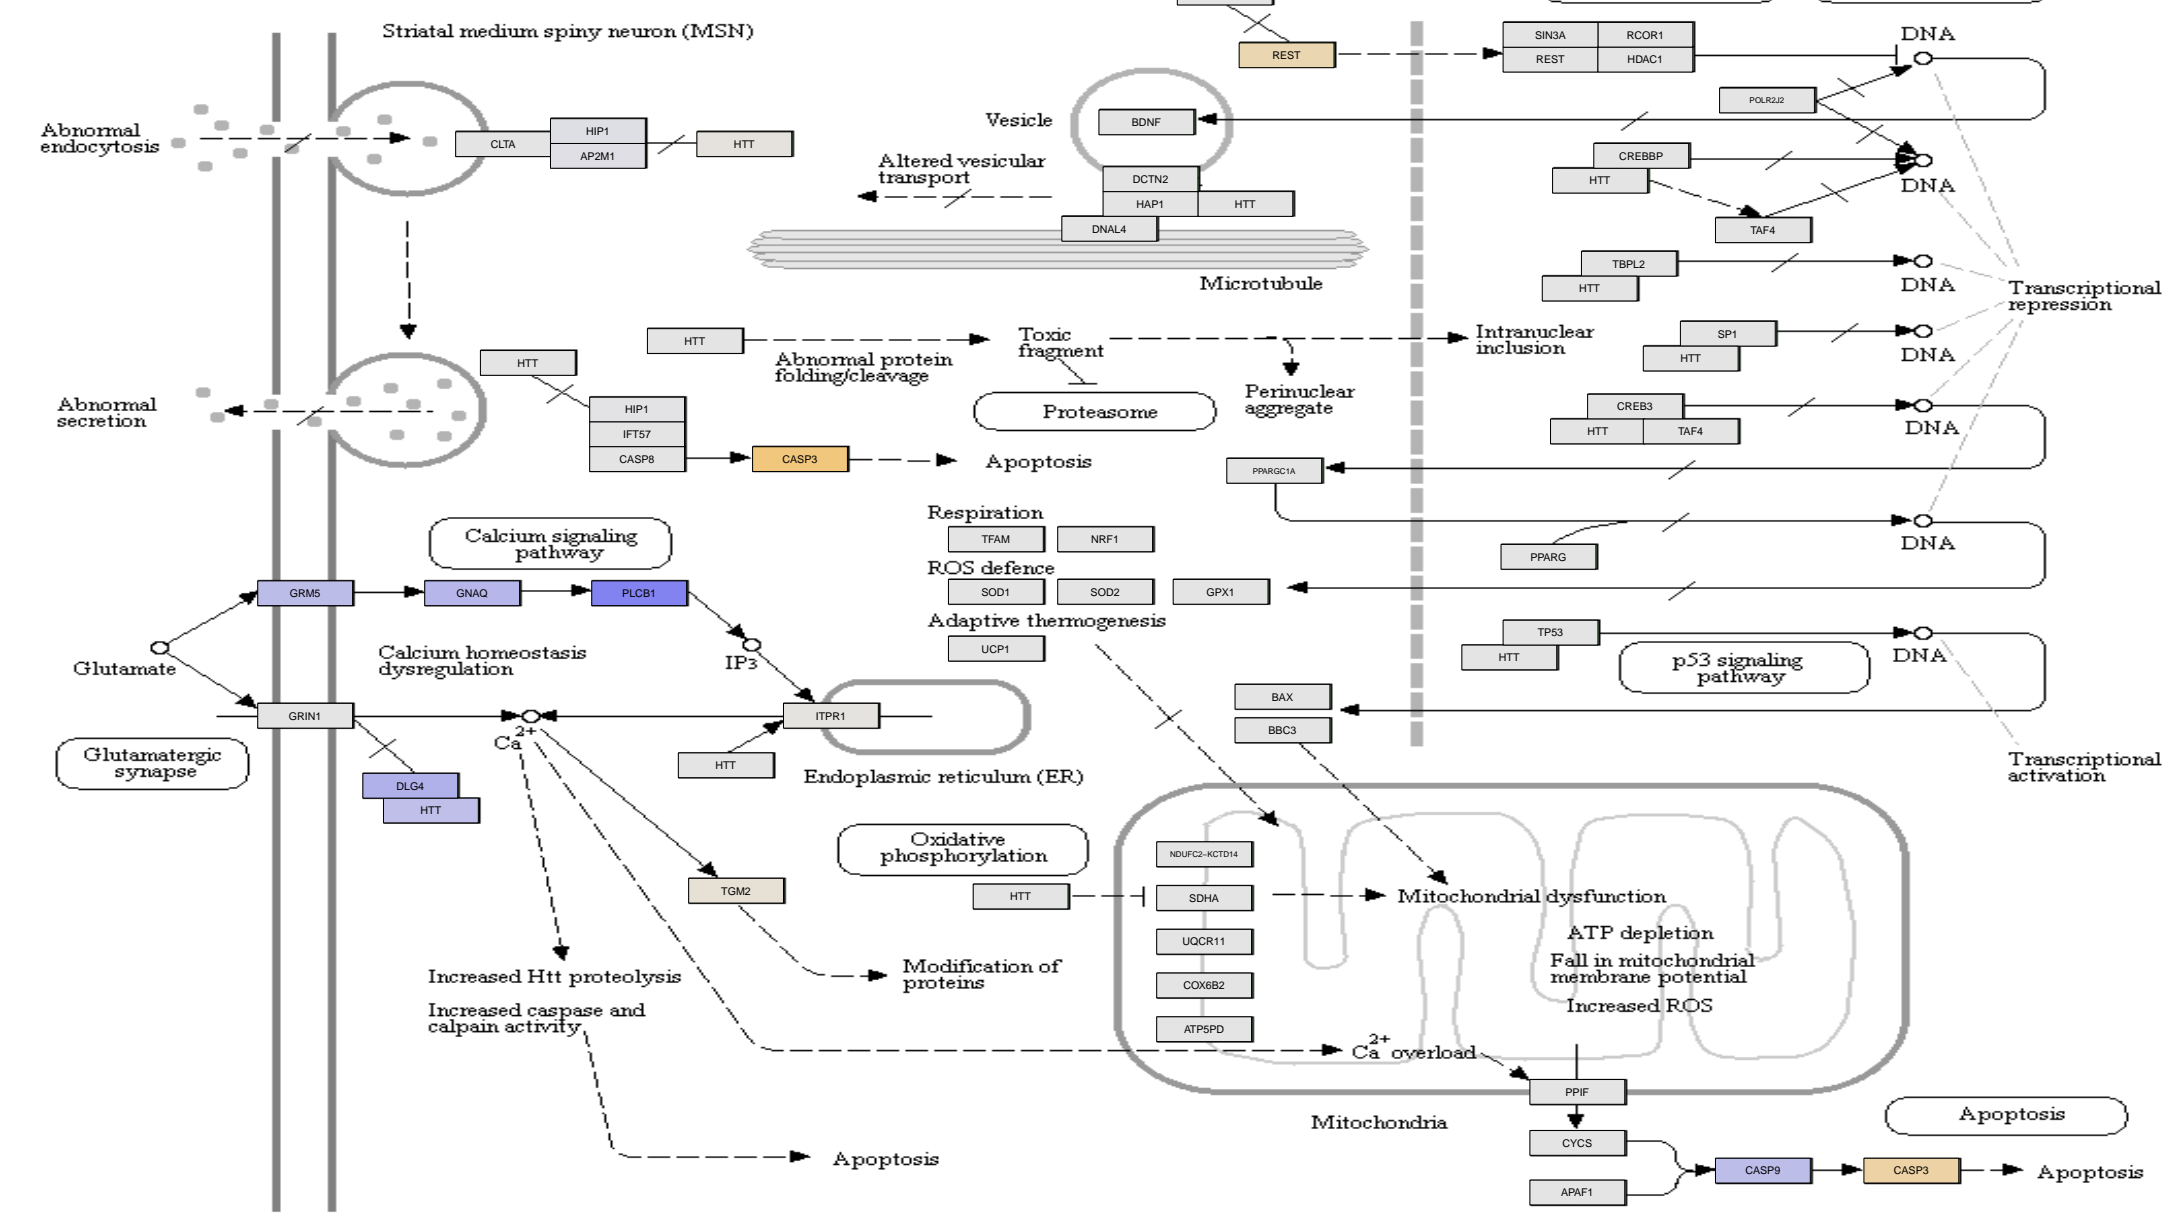 Striatal medium spiny neuron (MSN)
REST
SIN3A
RCOR1
REST
HDAC1
DNA
POLR2J2
Vesicle
BDNF
Abnormal
endocytosis
CLTA
HIP1
AP2M1
HTT
Altered vesicular
transport
DCTN2
HAP1
HTT
DNAL4
CREBBP
HTT
DNA
TAF4
Microtubule
TBPL2
HTT
DNA
Transcriptional
repression
HTT
Abnormal protein
folding/cleavage
Toxic
fragment
Intranuclear
inclusion
SP1
HTT
DNA
HTT
Perinuclear
aggregate
Proteasome
Abnormal
secretion
HIP1
IFT57
CASP8
CASP3
Apoptosis
CREB3
HTT
TAF4
DNA
PPARGC1A
Respiration
TFAM
NRF1
PPARG
DNA
Calcium signaling
pathway
ROS defence
SOD1
SOD2
GPX1
GRM5
GNAQ
PLCB1
Adaptive thermogenesis
UCP1
Glutamate
Calcium homeostasis
dysregulation
IP3
TP53
HTT
DNA
p53 signaling
pathway
GRIN1
Ca2+
ITPR1
HTT
BAX
BBC3
Glutamatergic
synapse
DLG4
HTT
Endoplasmic reticulum (ER)
Transcriptional
activation
Oxidative
phosphorylation
NDUFC2-KCTD14
TGM2
HTT
SDHA
Mitochondrial dysfunction
UQCR11
ATP depletion
Fall in mitochondrial
membrane potential
Increased Htt proteolysis
Modification of
proteins
COX6B2
Increased ROS
Increased caspase and
calpain activity
ATP5PD
Ca2+ overload
PPIF
Mitochondria
Apoptosis
CYCS
Apoptosis
CASP9
CASP3
Apoptosis
APAF1